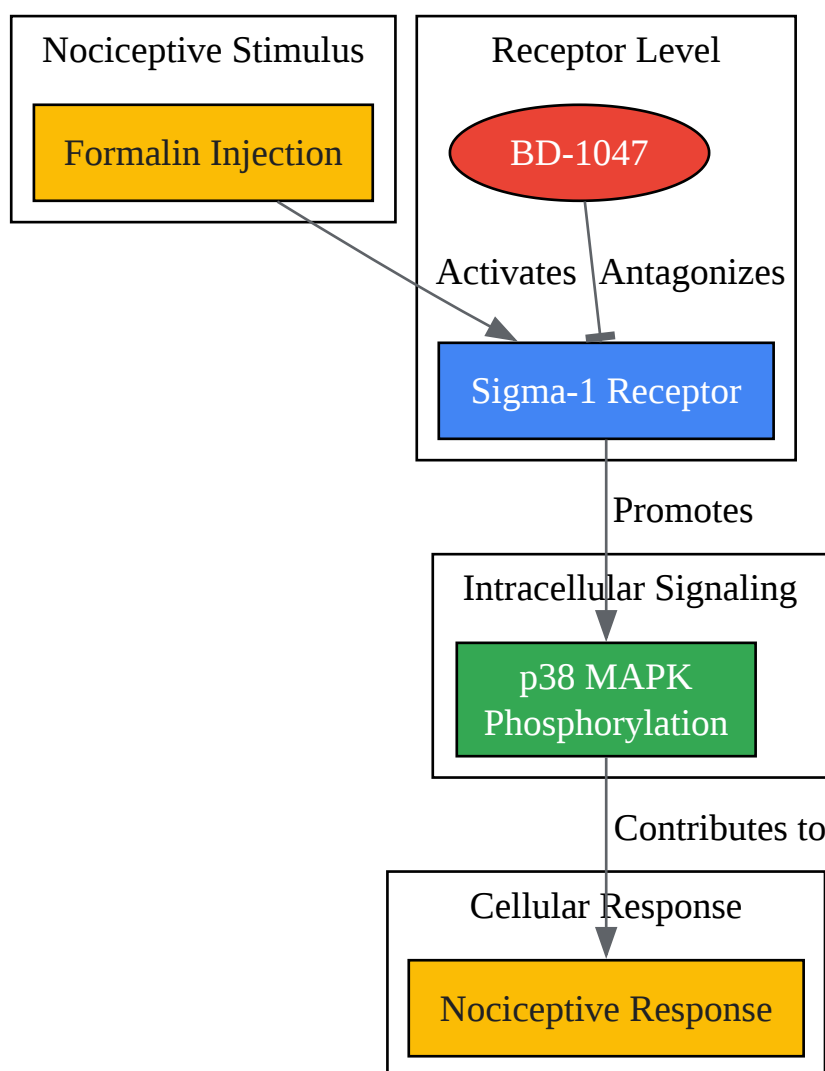 Nociceptive Stimulus
Receptor Level
Formalin Injection
BD-1047
Activates
Antagonizes
Sigma-1 Receptor
Promotes
Intracellular Signaling
p38 MAPK
Phosphorylation
Contributes to
Cellular Response
Nociceptive Response